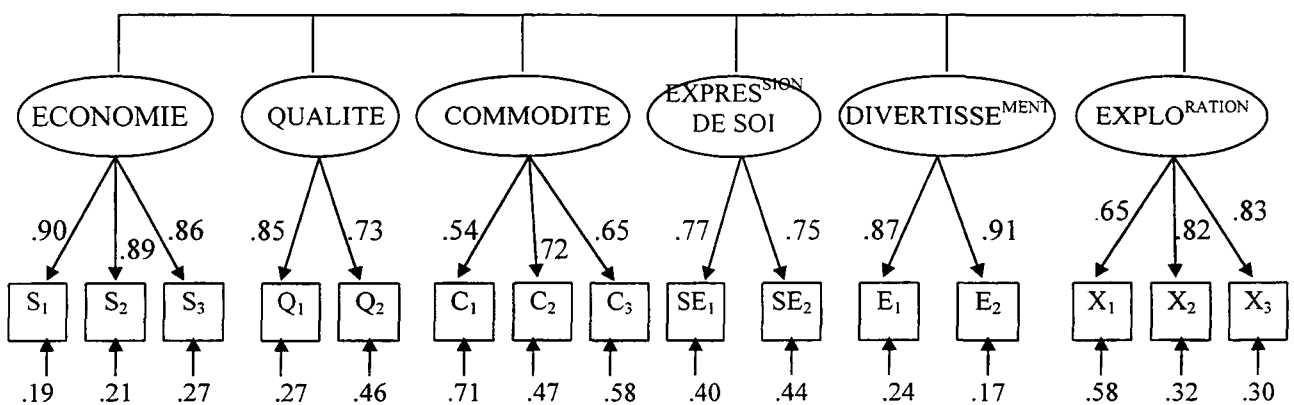 ECONOMIE QUALITE COMMODITE EXPRESSION DE SOI DIVERTISSEMENT EXPLORATION
.90 .89 .86 .85 .73 .54 .72 .65 .77 .75 .87 .91 .65 .82 .83
S1 S2 S3 Q1 Q2 C1 C2 C3 SE1 SE2 E1 E2 X1 X2 X3
.19 .21 .27 .27 .46 .71 .47 .58 .40 .44 .24 .17 .58 .32 .30